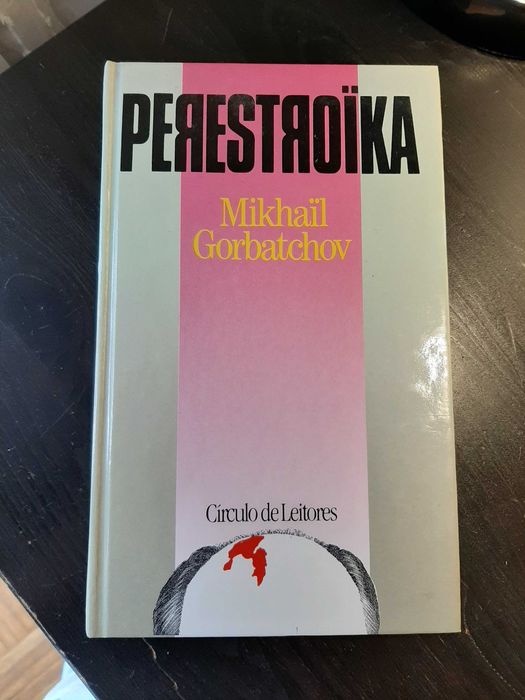 PEЯESTЯOÏKA
Mikhaïl
Gorbatchov
Círculo de Leitores